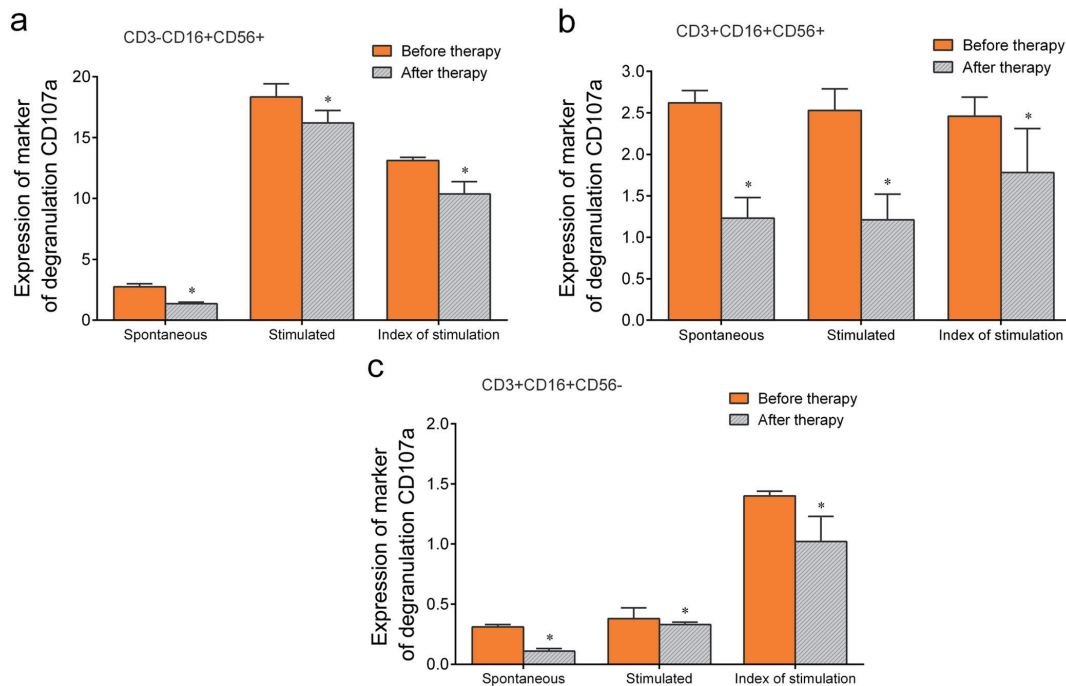 a
CD3-CD16+CD56+
Before therapy
After therapy
Expression of marker
of degranulation CD107a
20
15
10
5
0
*
*
*
Spontaneous
Stimulated
Index of stimulation
b
CD3+CD16+CD56+
Before therapy
After therapy
Expression of marker
of degranulation CD107a
3.0
2.5
2.0
1.5
1.0
0.5
0.0
*
*
*
Spontaneous
Stimulated
Index of stimulation
c
CD3+CD16+CD56-
Before therapy
After therapy
Expression of marker
of degranulation CD107a
2.0
1.5
1.0
0.5
0.0
*
*
*
Spontaneous
Stimulated
Index of stimulation